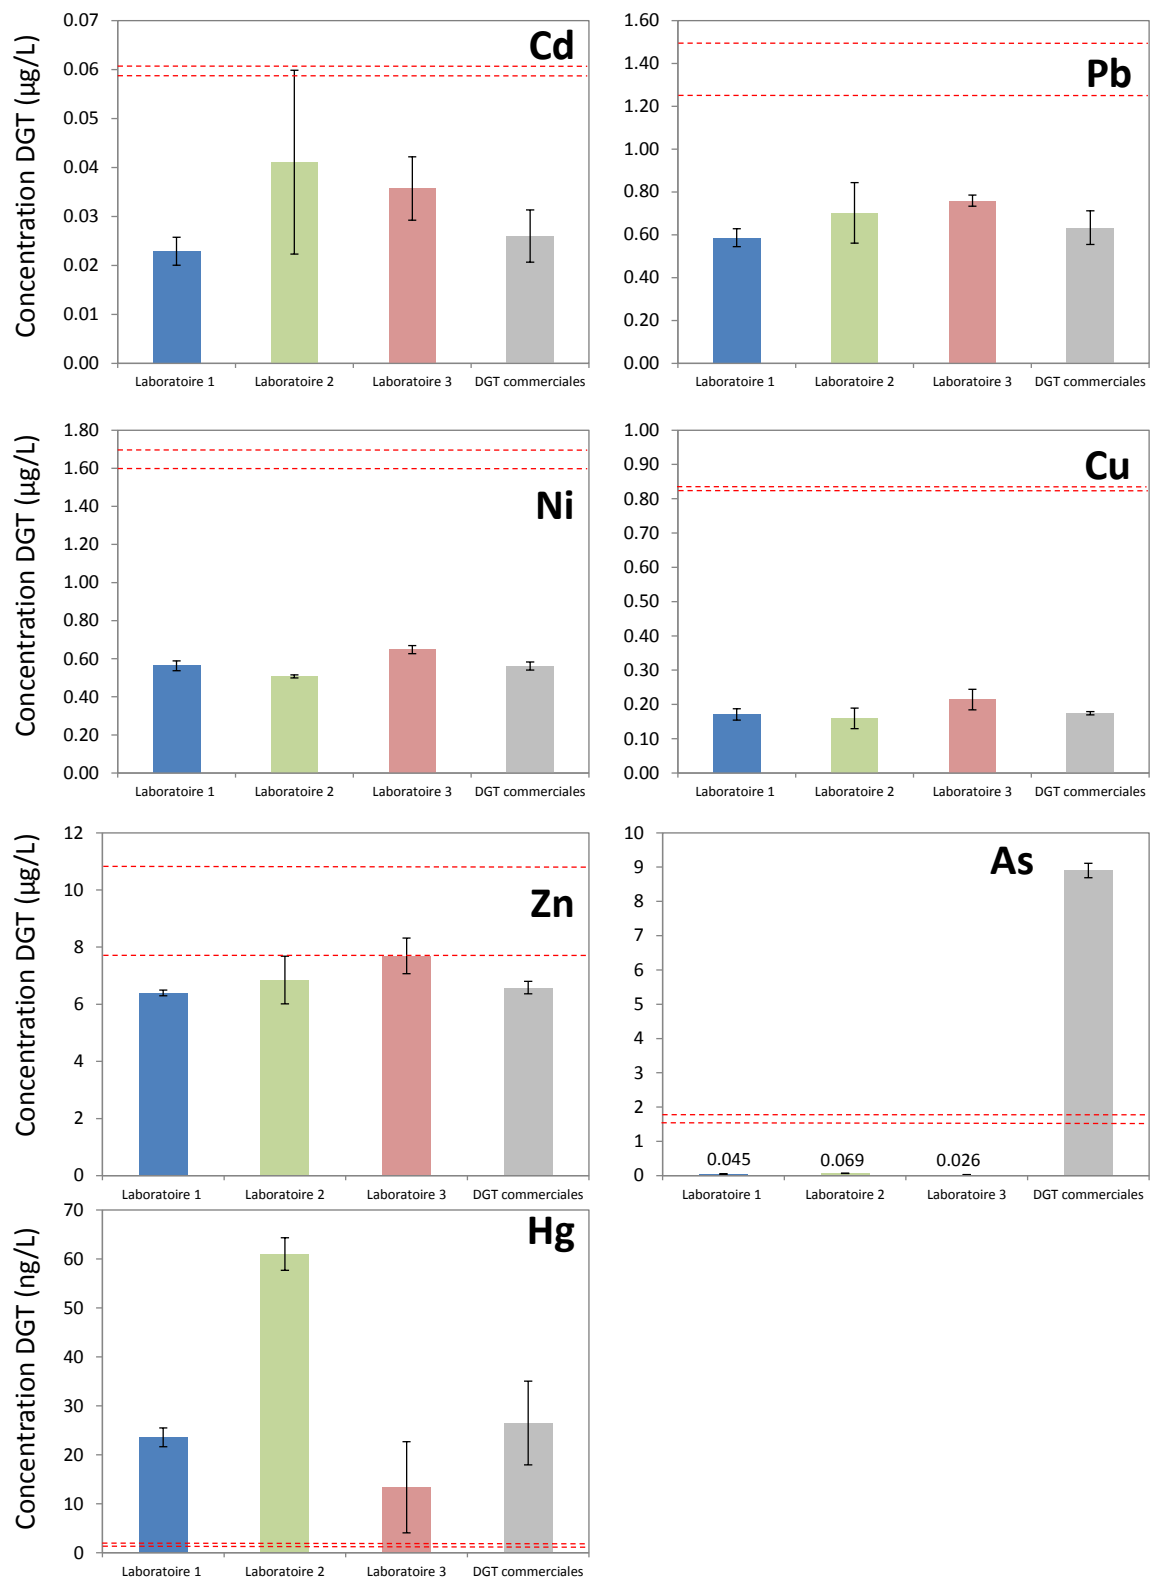 Concentration DGT (µg/L)
0.07
0.06
0.05
0.04
0.03
0.02
0.01
0.00
Cd
Laboratoire 1
Laboratoire 2
Laboratoire 3
DGT commerciales
1.60
1.40
1.20
1.00
0.80
0.60
0.40
0.20
0.00
Pb
Laboratoire 1
Laboratoire 2
Laboratoire 3
DGT commerciales
Concentration DGT (µg/L)
1.80
1.60
1.40
1.20
1.00
0.80
0.60
0.40
0.20
0.00
Ni
Laboratoire 1
Laboratoire 2
Laboratoire 3
DGT commerciales
1.00
0.90
0.80
0.70
0.60
0.50
0.40
0.30
0.20
0.10
0.00
Cu
Laboratoire 1
Laboratoire 2
Laboratoire 3
DGT commerciales
Concentration DGT (µg/L)
12
10
8
6
4
2
0
Zn
Laboratoire 1
Laboratoire 2
Laboratoire 3
DGT commerciales
10
9
8
7
6
5
4
3
2
1
0
As
0.045
0.069
0.026
Laboratoire 1
Laboratoire 2
Laboratoire 3
DGT commerciales
Concentration DGT (ng/L)
70
60
50
40
30
20
10
0
Hg
Laboratoire 1
Laboratoire 2
Laboratoire 3
DGT commerciales